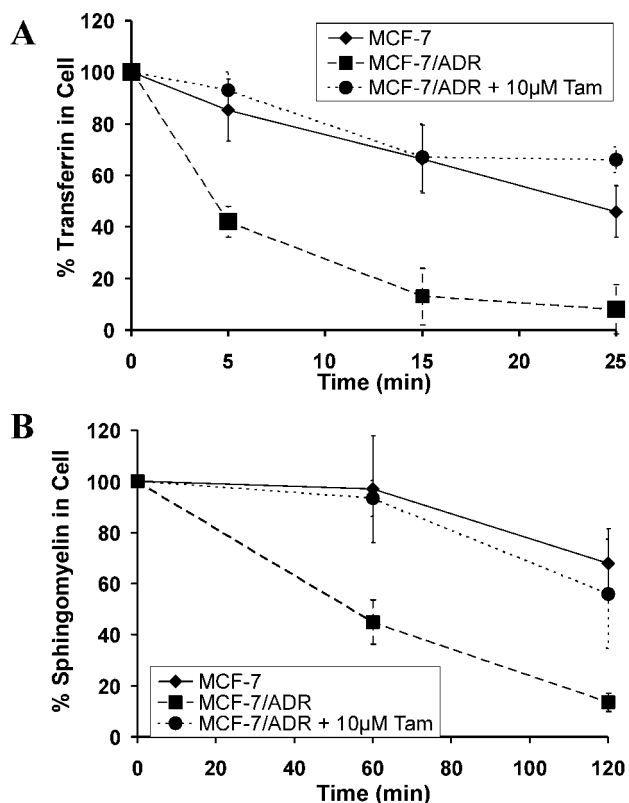 A
MCF-7
MCF-7/ADR
MCF-7/ADR + 10µM Tam
% Transferrin in Cell
120
100
80
60
40
20
0
0 5 10 15 20 25
Time (min)
B
% Sphingomyelin in Cell
120
100
80
60
40
20
0
MCF-7
MCF-7/ADR
MCF-7/ADR + 10µM Tam
0 20 40 60 80 100 120
Time (min)